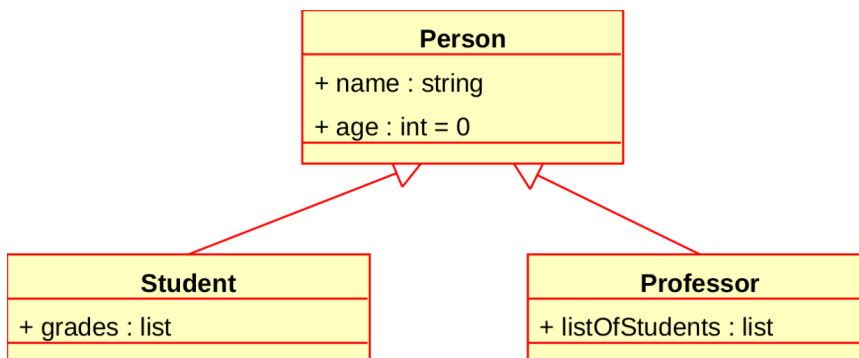 Person
+ name : string
+ age : int = 0
Student
+ grades : list
Professor
+ listOfStudents : list